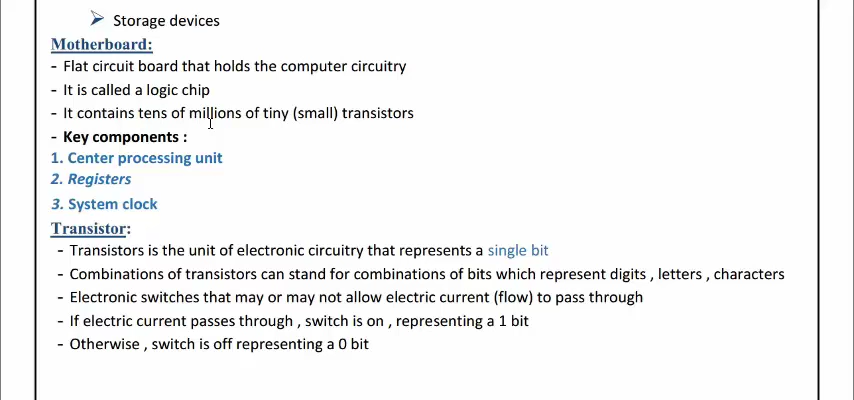 ➢ Storage devices
Motherboard:
- Flat circuit board that holds the computer circuitry
- It is called a logic chip
- It contains tens of millions of tiny (small) transistors
- Key components :
1. Center processing unit
2. Registers
3. System clock
Transistor:
- Transistors is the unit of electronic circuitry that represents a single bit
- Combinations of transistors can stand for combinations of bits which represent digits , letters , characters
- Electronic switches that may or may not allow electric current (flow) to pass through
- If electric current passes through , switch is on , representing a 1 bit
- Otherwise , switch is off representing a 0 bit